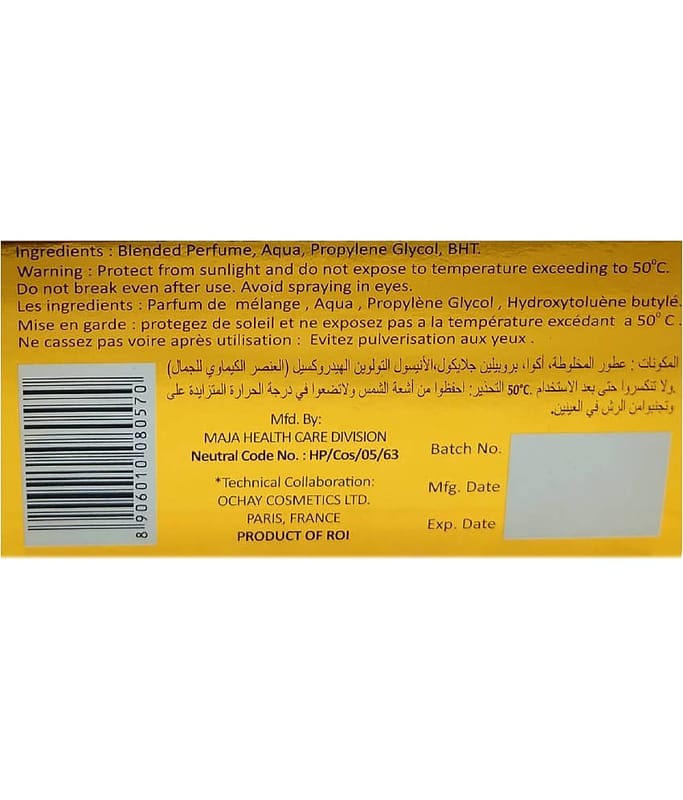 Ingredients : Blended Perfume, Aqua, Propylene Glycol, BHT.
Warning : Protect from sunlight and do not expose to temperature exceeding to 50°C.
Do not break even after use. Avoid spraying in eyes.
Les ingredients : Parfum de mélange , Aqua , Propylène Glycol , Hydroxytoluène butylé.
Mise en garde : protegez de soleil et ne exposez pas a la température excédant a 50° C .
Ne cassez pas voire après utilisation : Evitez pulverisation aux yeux .
المكونات : عطور المخلوطة، أكوا، بروبيلين جلايكول،الأنيسول التولوين الهيدروكسيل (العنصر الكيماوي للجمال)
.ولا تنكسروا حتى بعد الاستخدام .50°C التحذير: احفظوا من أشعة الشمس ولاتضعوا في درجة الحرارة المتزايدة على
وتجنبوامن الرش في العينين.
8 906010 080570
Mfd. By:
MAJA HEALTH CARE DIVISION
Neutral Code No. : HP/Cos/05/63
*Technical Collaboration:
OCHAY COSMETICS LTD.
PARIS, FRANCE
PRODUCT OF ROI
Batch No.
Mfg. Date
Exp. Date